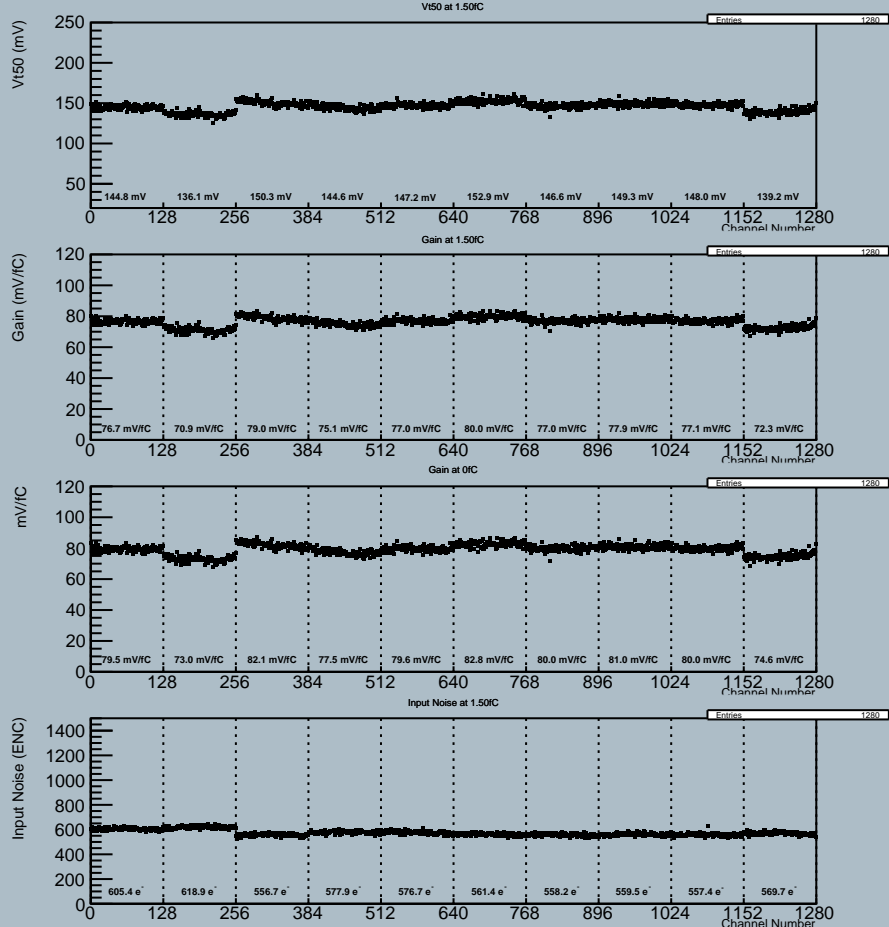 Vt50 at 1.50fC
Entries 1280
Vt50 (mV)
250
200
150
100
50
144.8 mV 136.1 mV 150.3 mV 144.6 mV 147.2 mV 152.9 mV 146.6 mV 149.3 mV 148.0 mV 139.2 mV
0 128 256 384 512 640 768 896 1024 1152 1280
Channel Number
Gain at 1.50fC
Entries 1280
Gain (mV/fC)
120
100
80
60
40
20
0
76.7 mV/fC 70.9 mV/fC 79.0 mV/fC 75.1 mV/fC 77.0 mV/fC 80.0 mV/fC 77.0 mV/fC 77.9 mV/fC 77.1 mV/fC 72.3 mV/fC
0 128 256 384 512 640 768 896 1024 1152 1280
Channel Number
Gain at 0fC
Entries 1280
mV/fC
120
100
80
60
40
20
0
79.5 mV/fC 73.0 mV/fC 82.1 mV/fC 77.5 mV/fC 79.6 mV/fC 82.8 mV/fC 80.0 mV/fC 81.0 mV/fC 80.0 mV/fC 74.6 mV/fC
0 128 256 384 512 640 768 896 1024 1152 1280
Channel Number
Input Noise at 1.50fC
Entries 1280
Input Noise (ENC)
1400
1200
1000
800
600
400
200
0
605.4 e⁻ 618.9 e⁻ 556.7 e⁻ 577.9 e⁻ 576.7 e⁻ 561.4 e⁻ 558.2 e⁻ 559.5 e⁻ 557.4 e⁻ 569.7 e⁻
0 128 256 384 512 640 768 896 1024 1152 1280
Channel Number